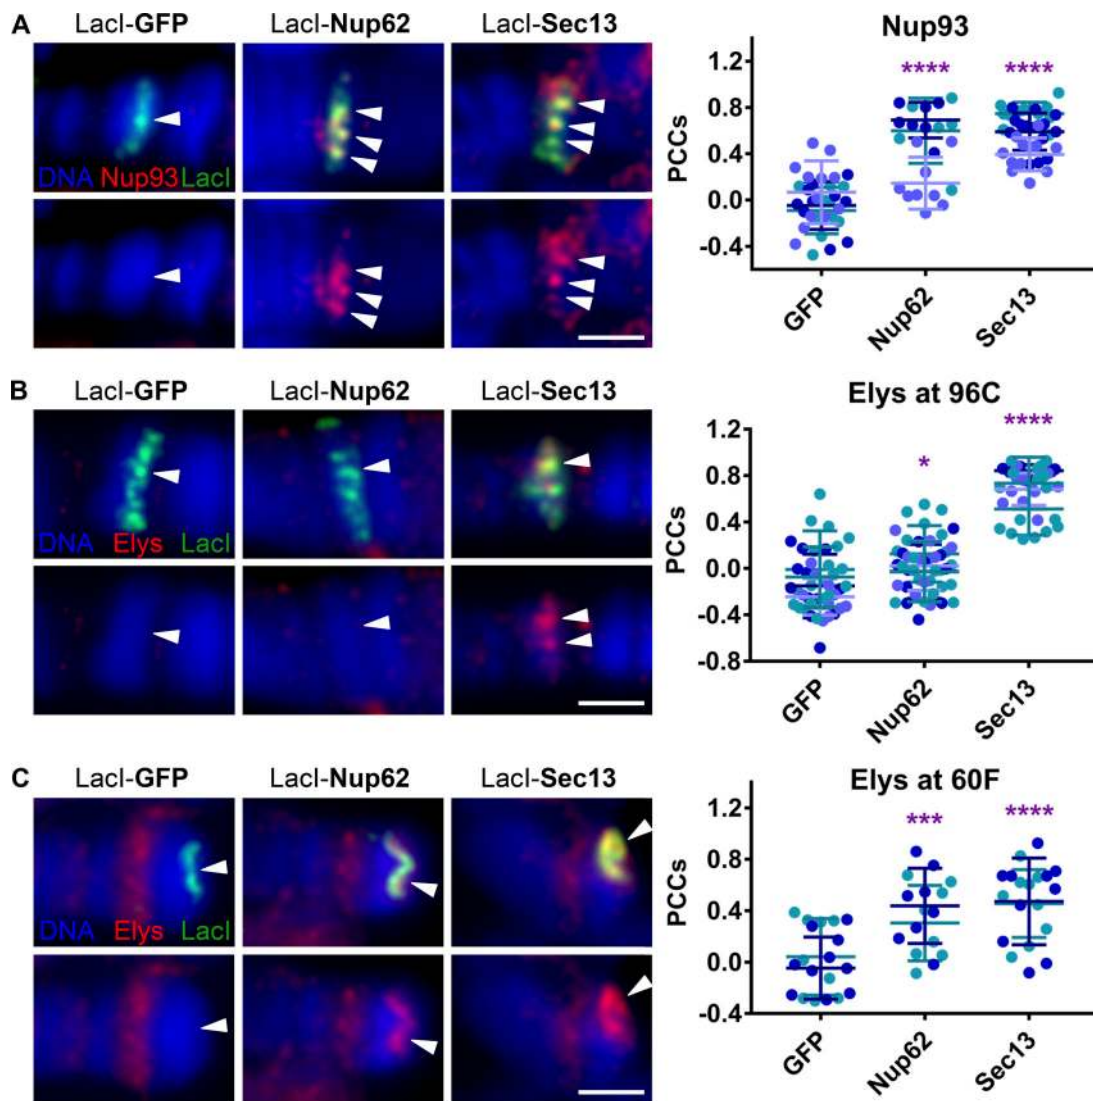 A
LacI-GFP
LacI-Nup62
LacI-Sec13
DNA Nup93 LacI
Nup93
PCCs
1.2
0.8
0.4
0.0
-0.4
**** ****
GFP
Nup62
Sec13
B
LacI-GFP
LacI-Nup62
LacI-Sec13
DNA Elys LacI
Elys at 96C
PCCs
1.2
0.8
0.4
0.0
-0.4
-0.8
* ****
GFP
Nup62
Sec13
C
LacI-GFP
LacI-Nup62
LacI-Sec13
DNA Elys LacI
Elys at 60F
PCCs
1.2
0.8
0.4
0.0
-0.4
*** ****
GFP
Nup62
Sec13